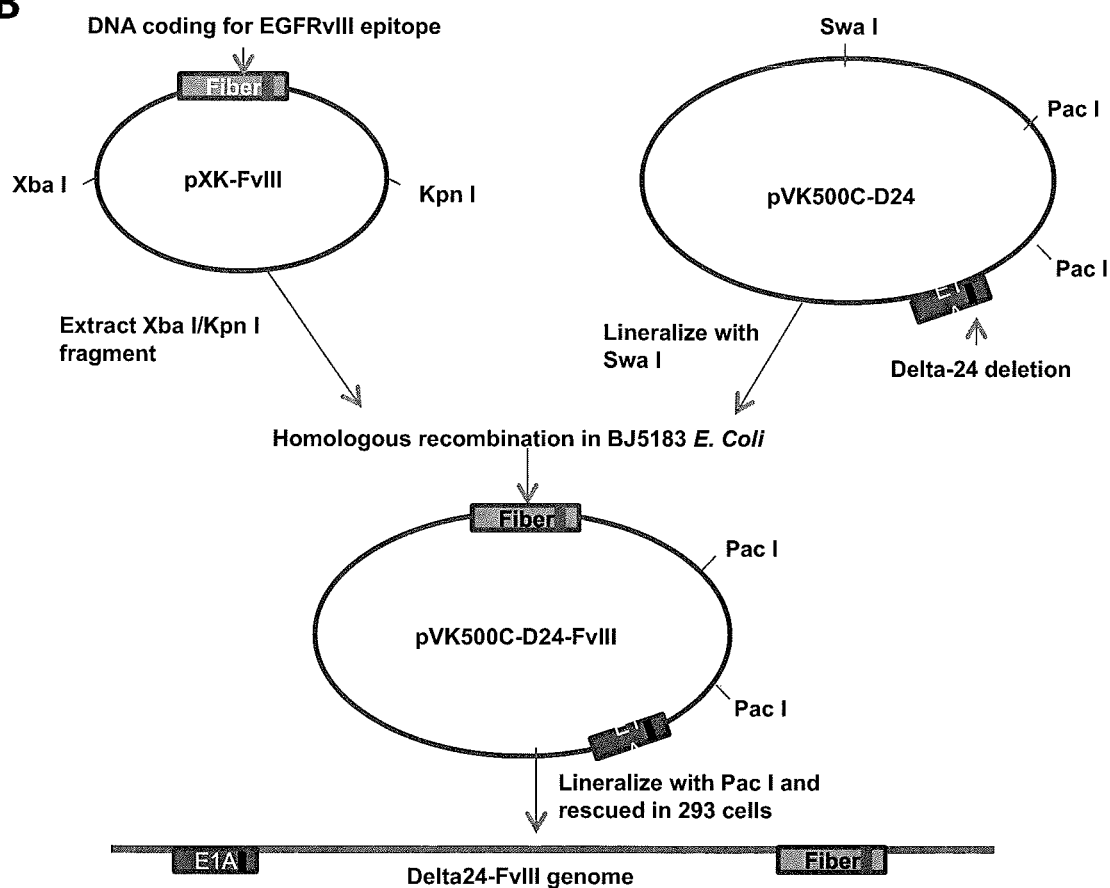 B
DNA coding for EGFRvIII epitope
Fiber
Xba I
pXK-FvIII
Kpn I
Swa I
Pac I
pVK500C-D24
Pac I
E1A
Delta-24 deletion
Extract Xba I/Kpn I
fragment
Lineralize with
Swa I
Homologous recombination in BJ5183 E. Coli
Fiber
Pac I
pVK500C-D24-FvIII
Pac I
E1A
Lineralize with Pac I and
rescued in 293 cells
E1A
Fiber
Delta24-FvIII genome